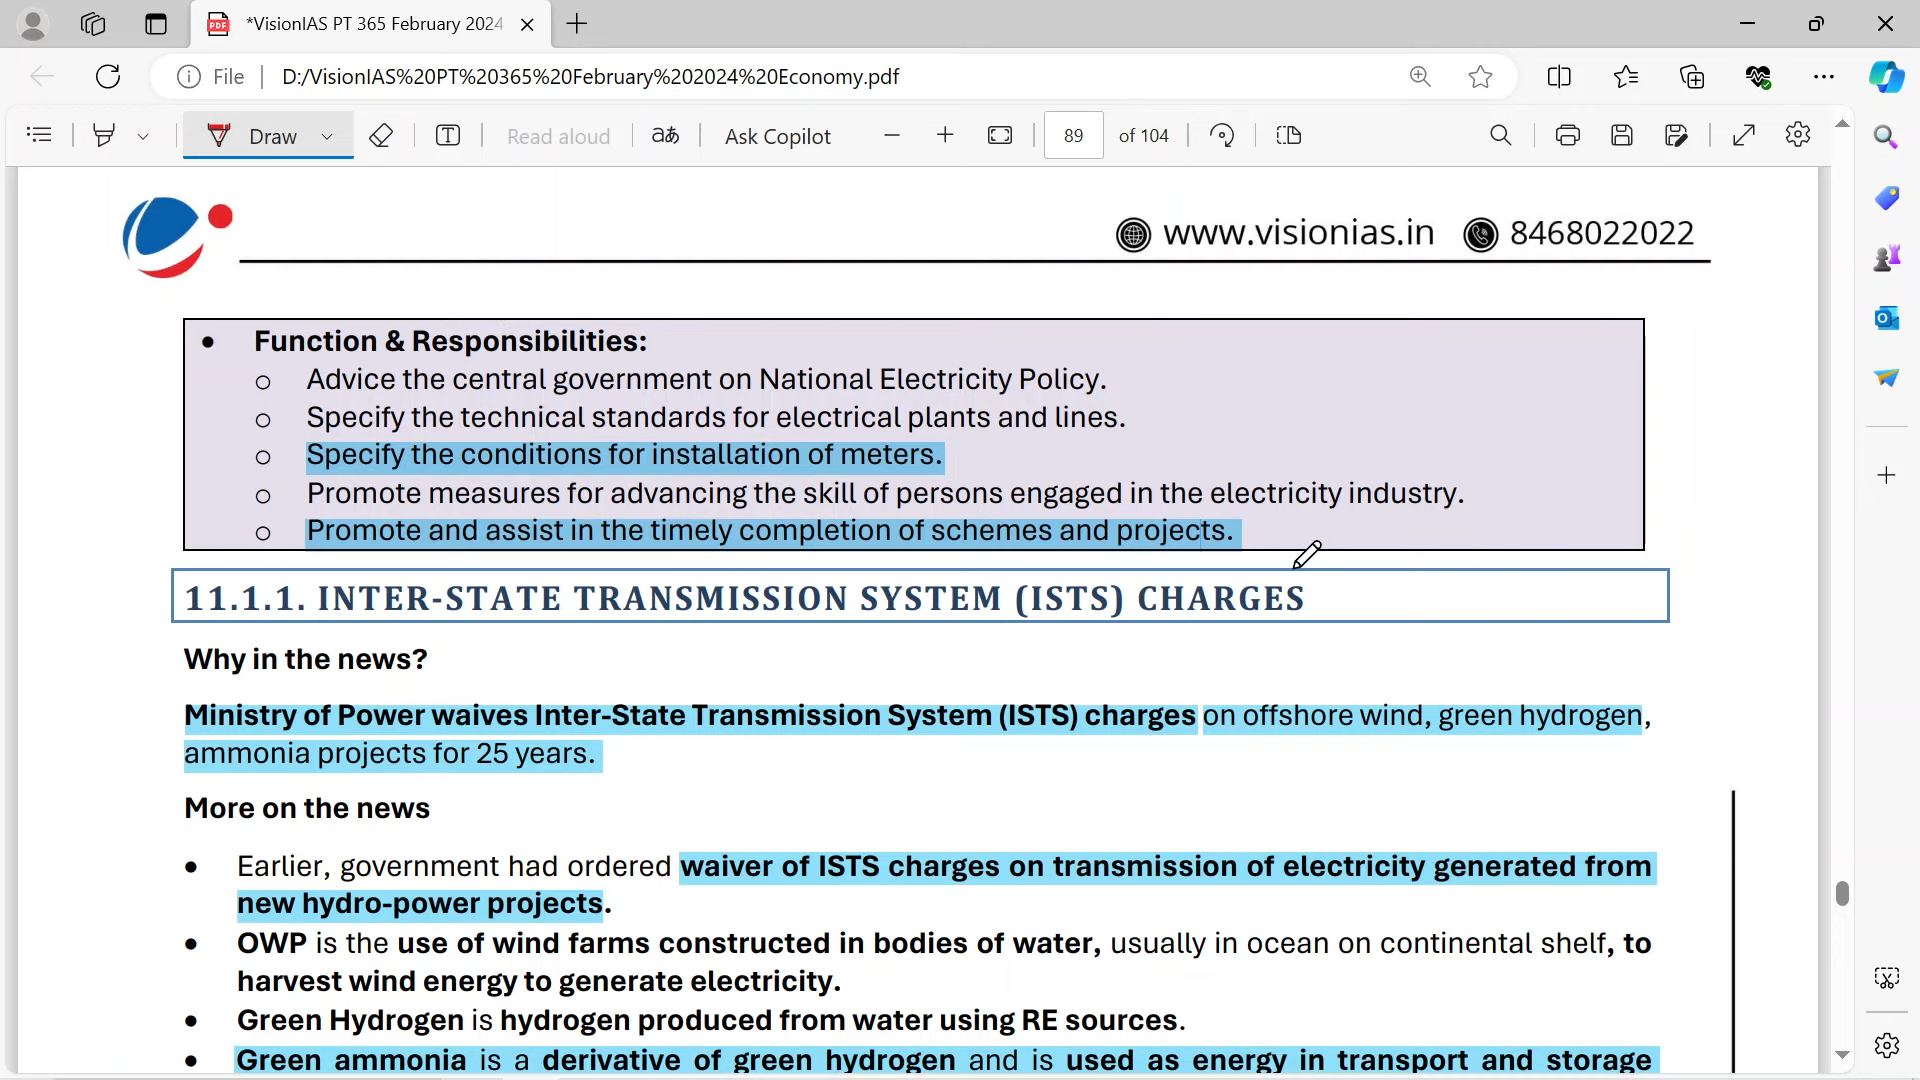 *VisionIAS PT 365 February 2024
File
D:/VisionIAS%20PT%20365%20February%202024%20Economy.pdf
Draw
Read aloud
aあ
Ask Copilot
89 of 104
www.visionias.in 8468022022
• Function & Responsibilities:
o Advice the central government on National Electricity Policy.
o Specify the technical standards for electrical plants and lines.
o Specify the conditions for installation of meters.
o Promote measures for advancing the skill of persons engaged in the electricity industry.
o Promote and assist in the timely completion of schemes and projects.
11.1.1. INTER-STATE TRANSMISSION SYSTEM (ISTS) CHARGES
Why in the news?
Ministry of Power waives Inter-State Transmission System (ISTS) charges on offshore wind, green hydrogen,
ammonia projects for 25 years.
More on the news
• Earlier, government had ordered waiver of ISTS charges on transmission of electricity generated from
new hydro-power projects.
• OWP is the use of wind farms constructed in bodies of water, usually in ocean on continental shelf, to
harvest wind energy to generate electricity.
• Green Hydrogen is hydrogen produced from water using RE sources.
• Green ammonia is a derivative of green hydrogen and is used as energy in transport and storage